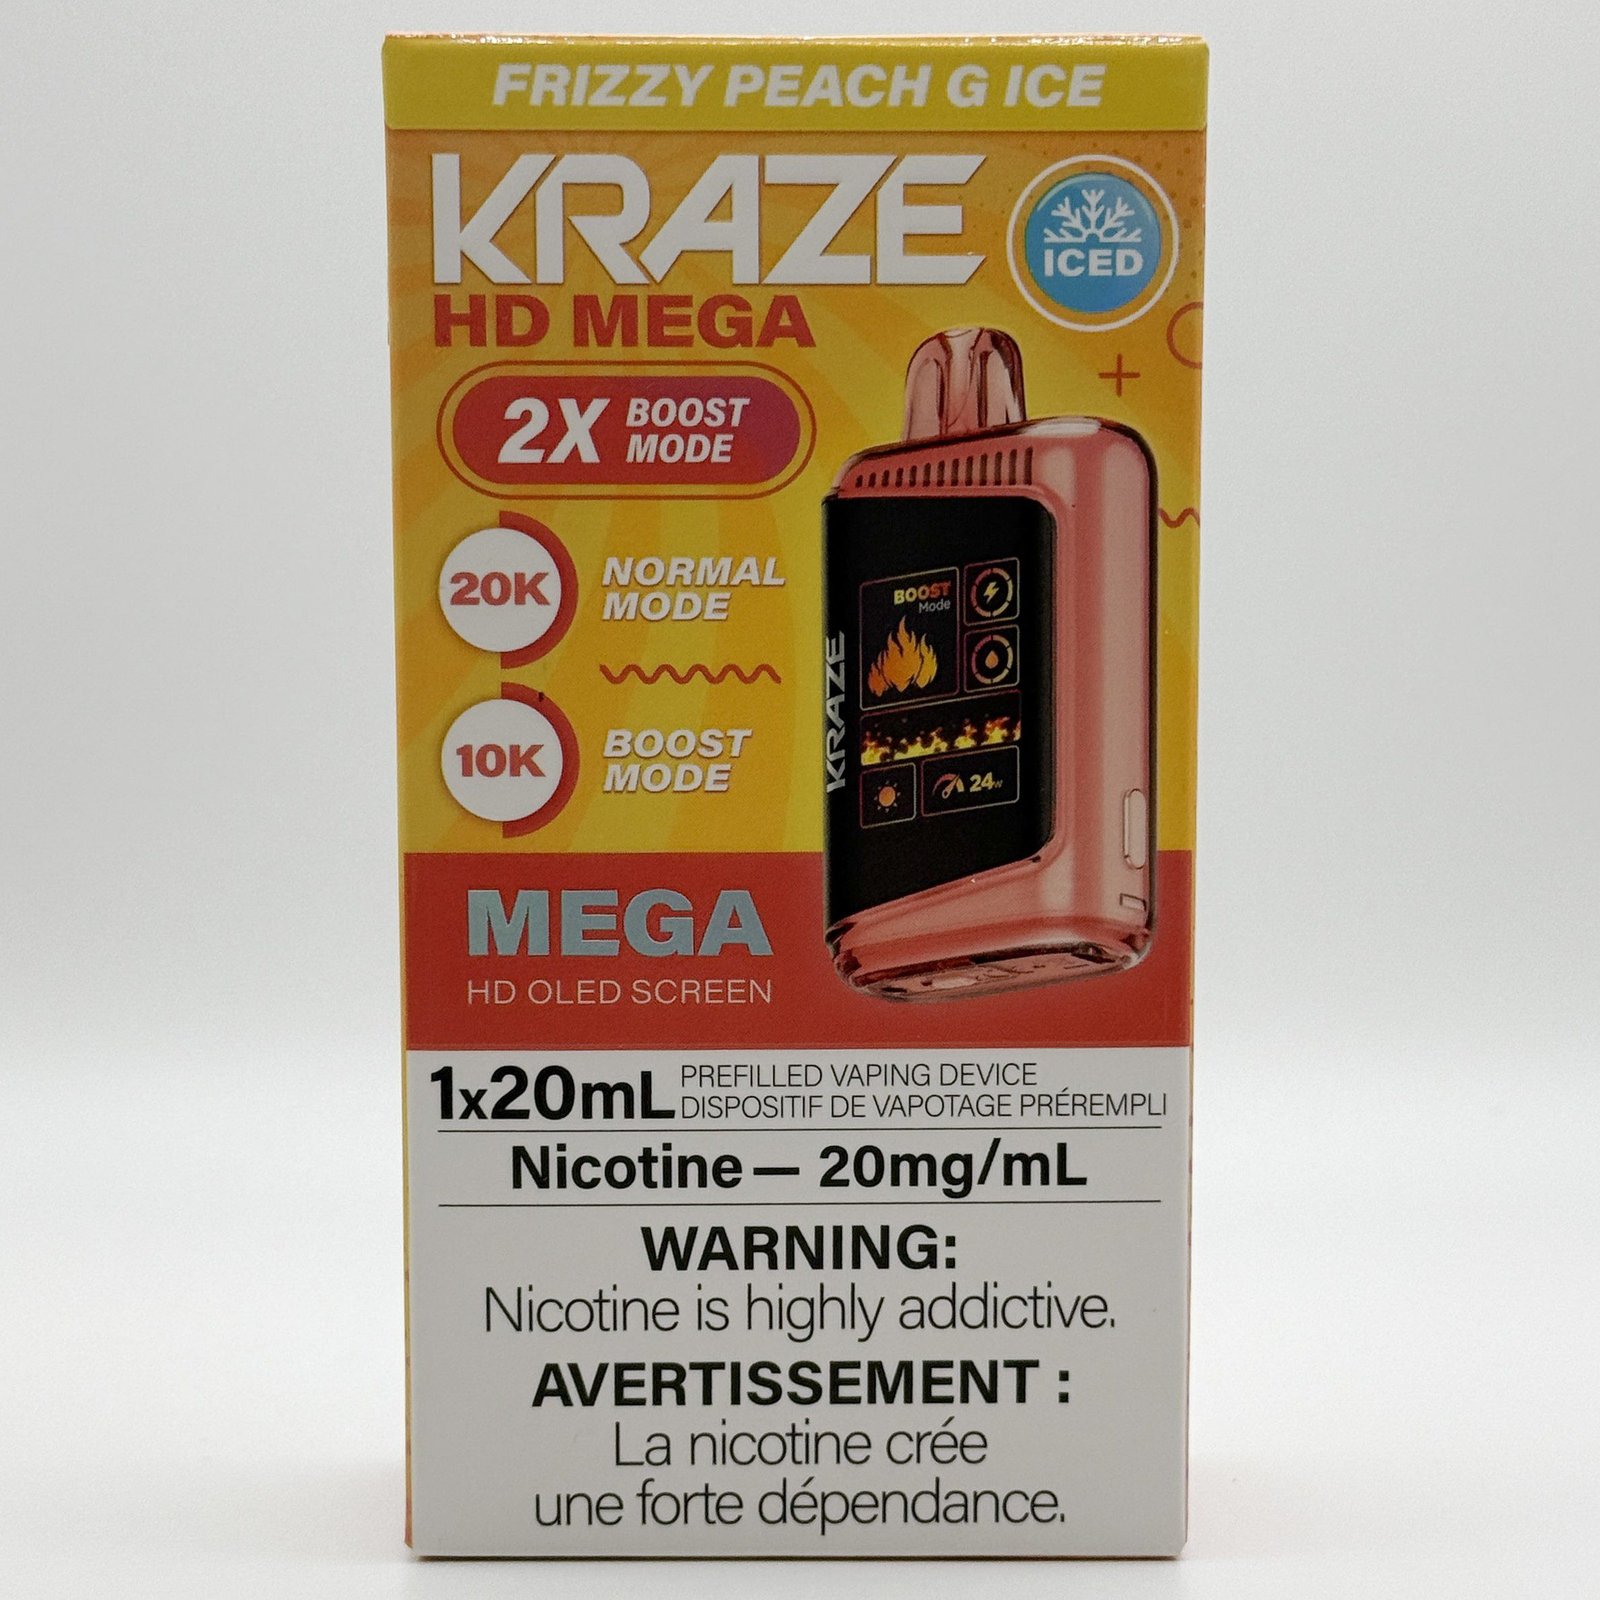 FRIZZY PEACH G ICE
KRAZE
ICED
HD MEGA
2X BOOST
MODE
20K
NORMAL
MODE
10K
BOOST
MODE
BOOST
Mode
KRAZE
24W
MEGA
HD OLED SCREEN
1x20mL
PREFILLED VAPING DEVICE
DISPOSITIF DE VAPOTAGE PRÉREMPLI
Nicotine — 20mg/mL
WARNING:
Nicotine is highly addictive.
AVERTISSEMENT :
La nicotine crée
une forte dépendance.